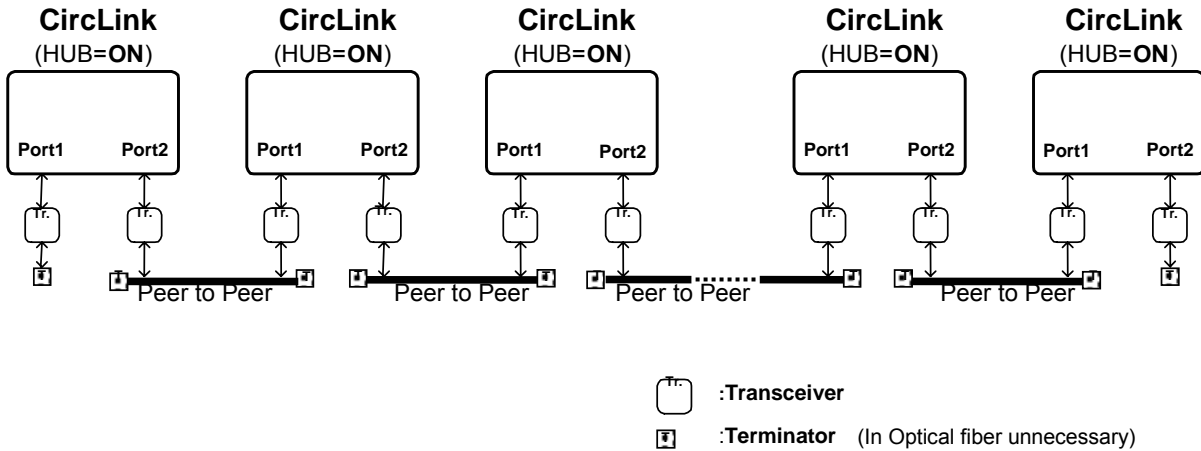 CircLink CircLink CircLink CircLink CircLink
(HUB=ON) (HUB=ON) (HUB=ON) (HUB=ON) (HUB=ON)
Port1 Port2 Port1 Port2 Port1 Port2 Port1 Port2 Port1 Port2
Tr. Tr. Tr. Tr. Tr. Tr. Tr. Tr. Tr. Tr.
Peer to Peer Peer to Peer Peer to Peer Peer to Peer
Tr. :Transceiver
:Terminator (In Optical fiber unnecessary)